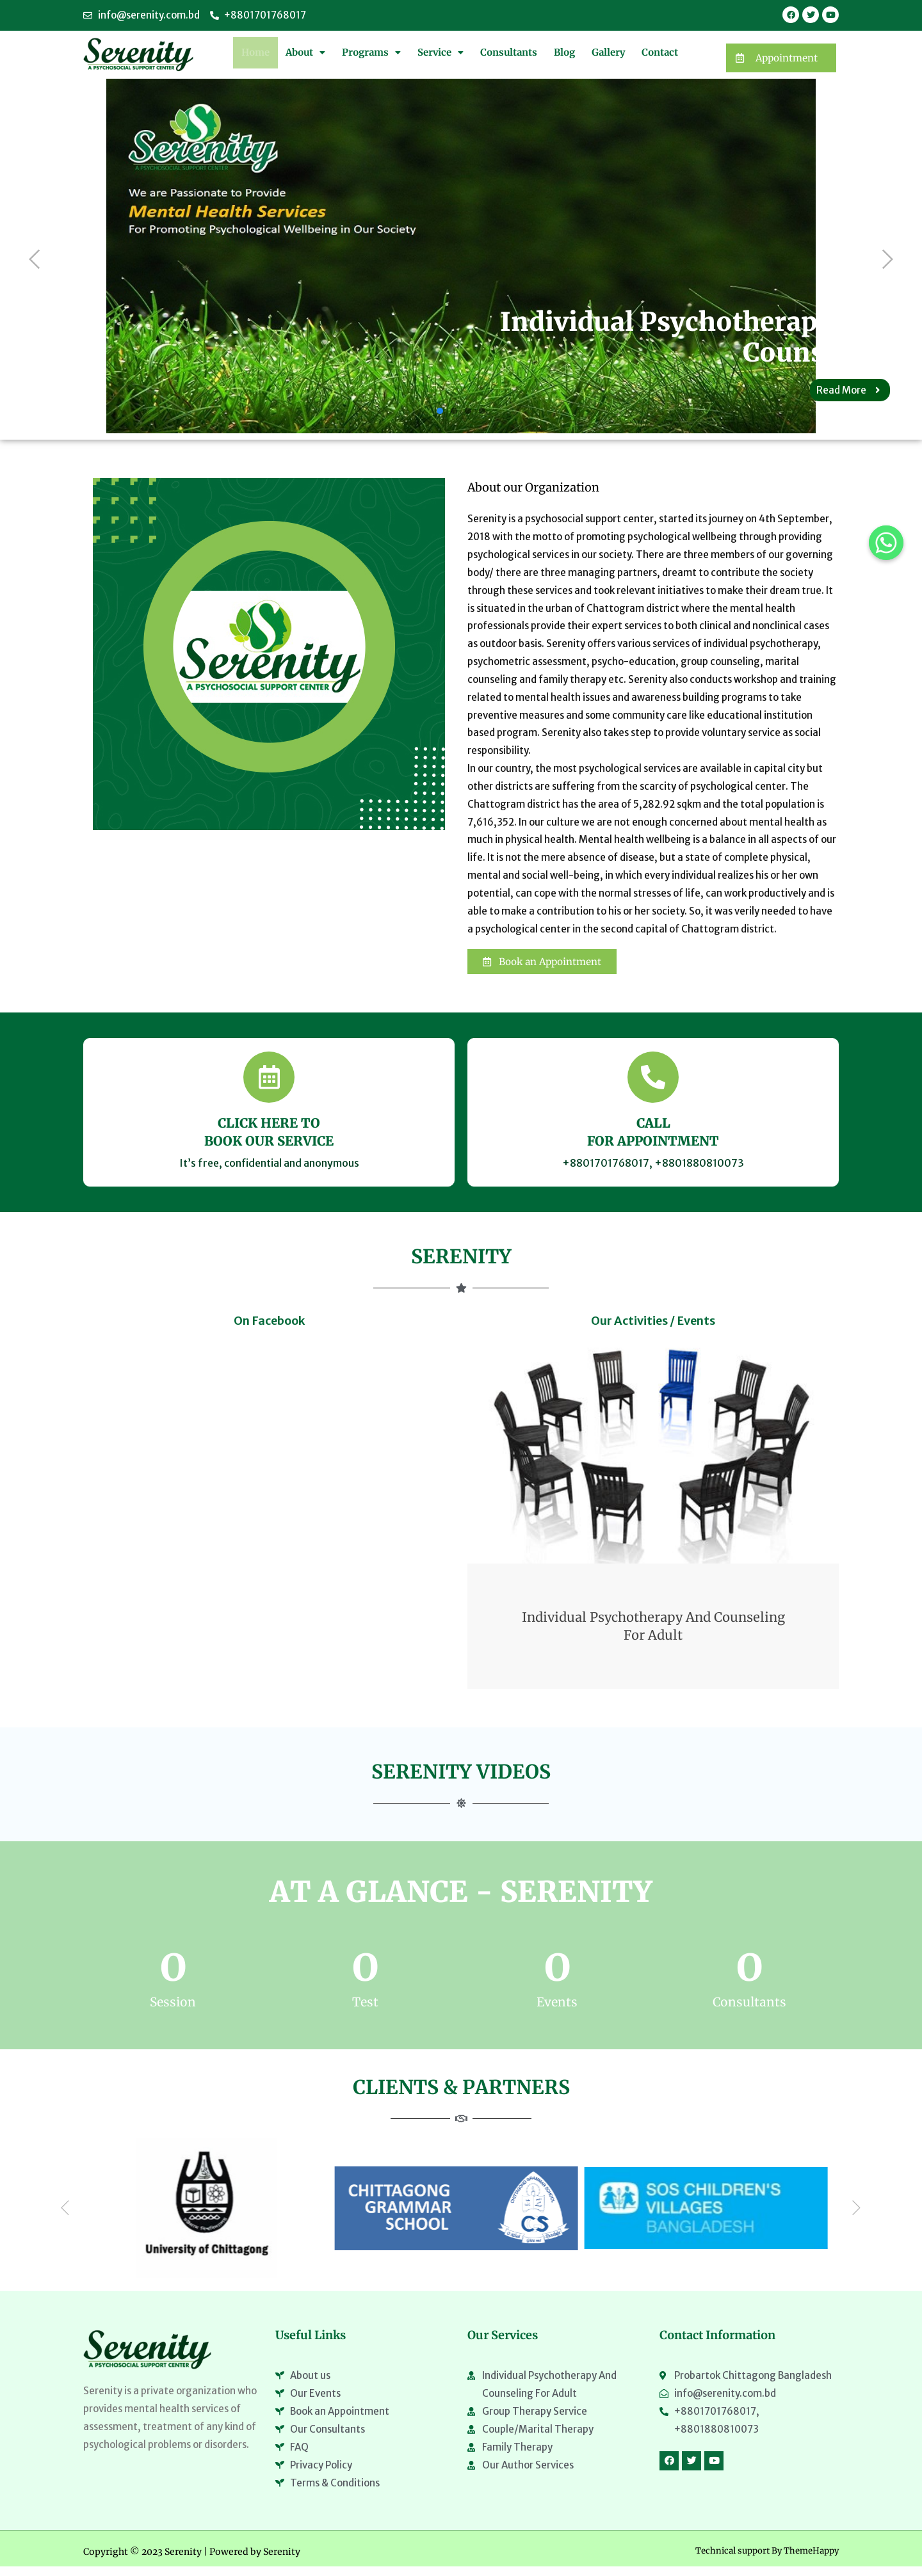 info@serenity.com.bd +8801701768017
Serenity
A PSYCHOSOCIAL SUPPORT CENTER
Home About Programs Service Consultants Blog Gallery Contact
Appointment
Serenity
A PSYCHOSOCIAL SUPPORT CENTER
We are Passionate to Provide
Mental Health Services
For Promoting Psychological Wellbeing in Our Society
Individual Psychotherap
Couns
Read More
Serenity
A PSYCHOSOCIAL SUPPORT CENTER
About our Organization
Serenity is a psychosocial support center, started its journey on 4th September,
2018 with the motto of promoting psychological wellbeing through providing
psychological services in our society. There are three members of our governing
body/ there are three managing partners, dreamt to contribute the society
through these services and took relevant initiatives to make their dream true. It
is situated in the urban of Chattogram district where the mental health
professionals provide their expert services to both clinical and nonclinical cases
as outdoor basis. Serenity offers various services of individual psychotherapy,
psychometric assessment, psycho-education, group counseling, marital
counseling and family therapy etc. Serenity also conducts workshop and training
related to mental health issues and awareness building programs to take
preventive measures and some community care like educational institution
based program. Serenity also takes step to provide voluntary service as social
responsibility.
In our country, the most psychological services are available in capital city but
other districts are suffering from the scarcity of psychological center. The
Chattogram district has the area of 5,282.92 sqkm and the total population is
7,616,352. In our culture we are not enough concerned about mental health as
much in physical health. Mental health wellbeing is a balance in all aspects of our
life. It is not the mere absence of disease, but a state of complete physical,
mental and social well-being, in which every individual realizes his or her own
potential, can cope with the normal stresses of life, can work productively and is
able to make a contribution to his or her society. So, it was verily needed to have
a psychological center in the second capital of Chattogram district.
Book an Appointment
CLICK HERE TO
BOOK OUR SERVICE
It's free, confidential and anonymous
CALL
FOR APPOINTMENT
+8801701768017, +8801880810073
SERENITY
On Facebook
Our Activities / Events
Individual Psychotherapy And Counseling
For Adult
SERENITY VIDEOS
AT A GLANCE - SERENITY
0 0 0 0
Session Test Events Consultants
CLIENTS & PARTNERS
University of Chittagong
CHITTAGONG
GRAMMAR
SCHOOL
CS
SOS CHILDREN'S
VILLAGES
BANGLADESH
Serenity
A PSYCHOSOCIAL SUPPORT CENTER
Serenity is a private organization who
provides mental health services of
assessment, treatment of any kind of
psychological problems or disorders.
Useful Links
About us
Our Events
Book an Appointment
Our Consultants
FAQ
Privacy Policy
Terms & Conditions
Our Services
Individual Psychotherapy And
Counseling For Adult
Group Therapy Service
Couple/Marital Therapy
Family Therapy
Our Author Services
Contact Information
Probartok Chittagong Bangladesh
info@serenity.com.bd
+8801701768017,
+8801880810073
Copyright © 2023 Serenity | Powered by Serenity
Technical support By ThemeHappy